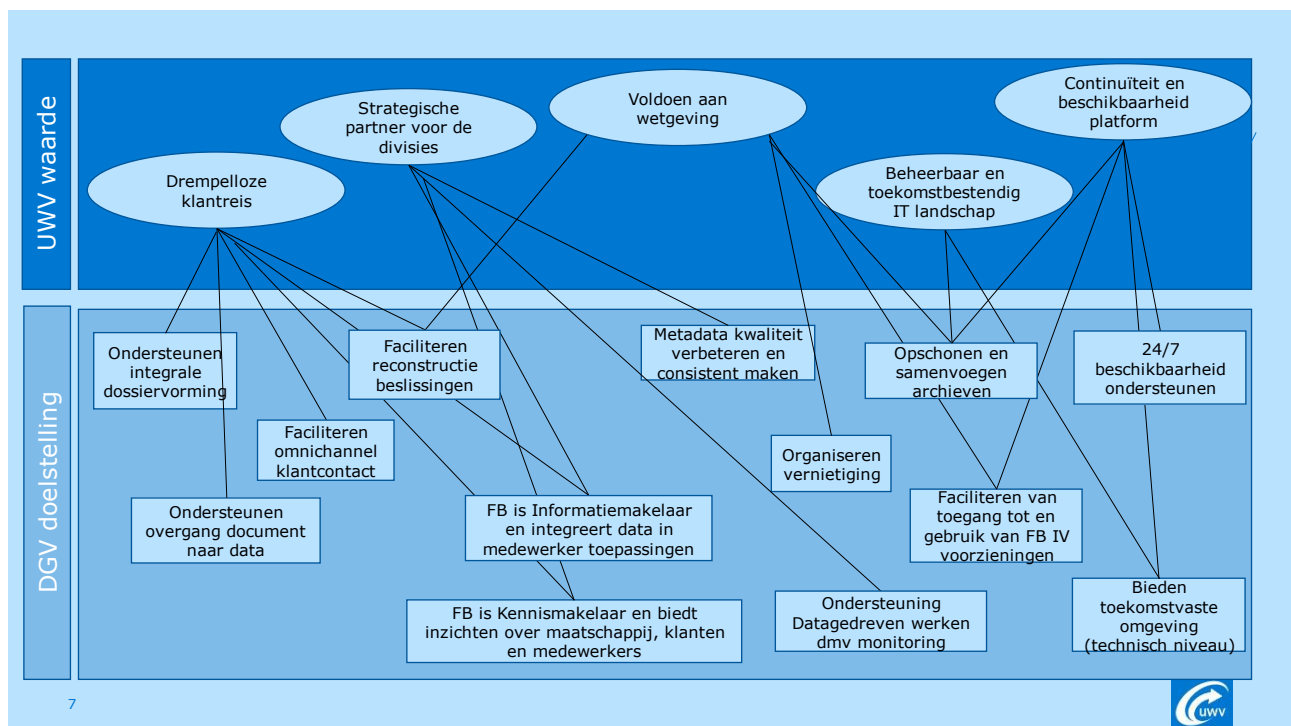 UWV waarde
Drempelloze
klantreis
Strategische
partner voor de
divisies
Voldoen aan
wetgeving
Beheerbaar en
toekomstbestendig
IT landschap
Continuïteit en
beschikbaarheid
platform
DGV doelstelling
Ondersteunen
integrale
dossiervorming
Faciliteren
reconstructie
beslissingen
Metadata kwaliteit
verbeteren en
consistent maken
Opschonen en
samenvoegen
archieven
24/7
beschikbaarheid
ondersteunen
Faciliteren
omnichannel
klantcontact
Organiseren
vernietiging
Ondersteunen
overgang document
naar data
FB is Informatiemakelaar
en integreert data in
medewerker toepassingen
Faciliteren van
toegang tot en
gebruik van FB IV
voorzieningen
FB is Kennismakelaar en biedt
inzichten over maatschappij, klanten
en medewerkers
Ondersteuning
Datagedreven werken
dmv monitoring
Bieden
toekomstvaste
omgeving
(technisch niveau)
7
uwv